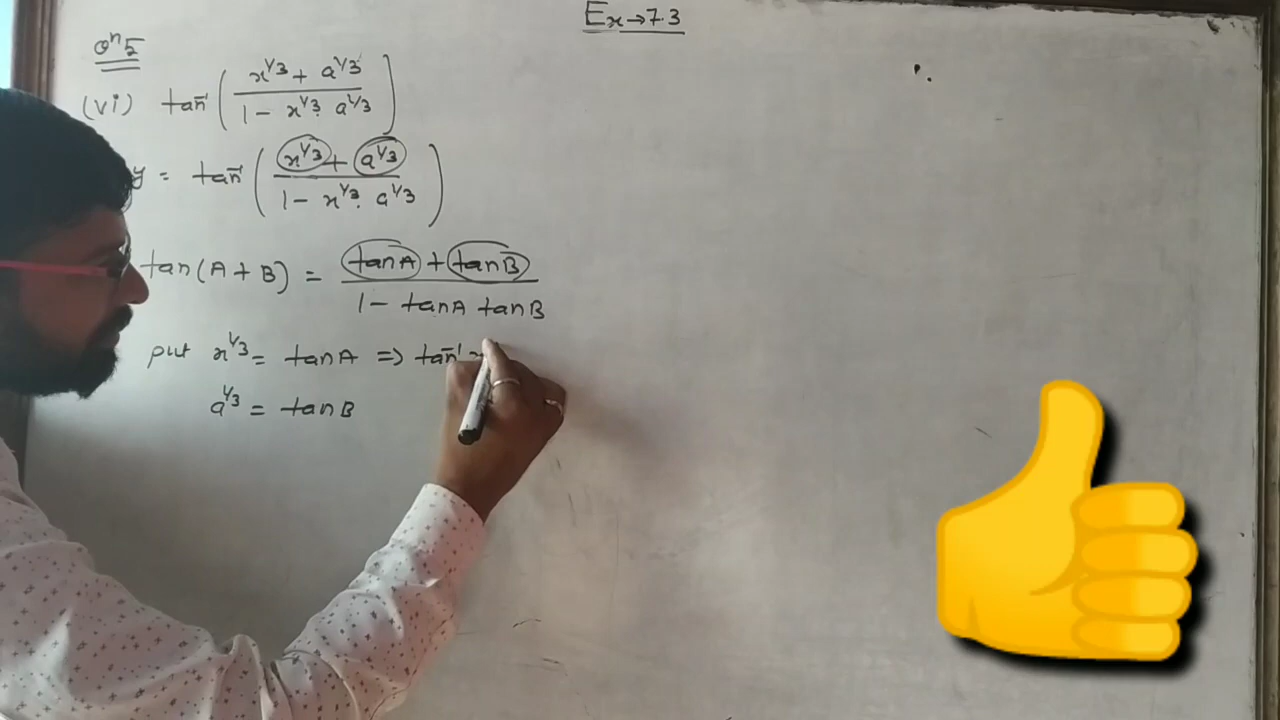 Ex→7.3
Qⁿ5
(vi) tan⁻¹ ( (x^1/3 + a^1/3) / (1 - x^1/3 . a^1/3) )
y = tan⁻¹ ( (x^1/3 + a^1/3) / (1 - x^1/3 . a^1/3) )
tan(A + B) = (tanA + tanB) / (1 - tanA tanB)
put x^1/3 = tanA => tan⁻¹
a^1/3 = tanB